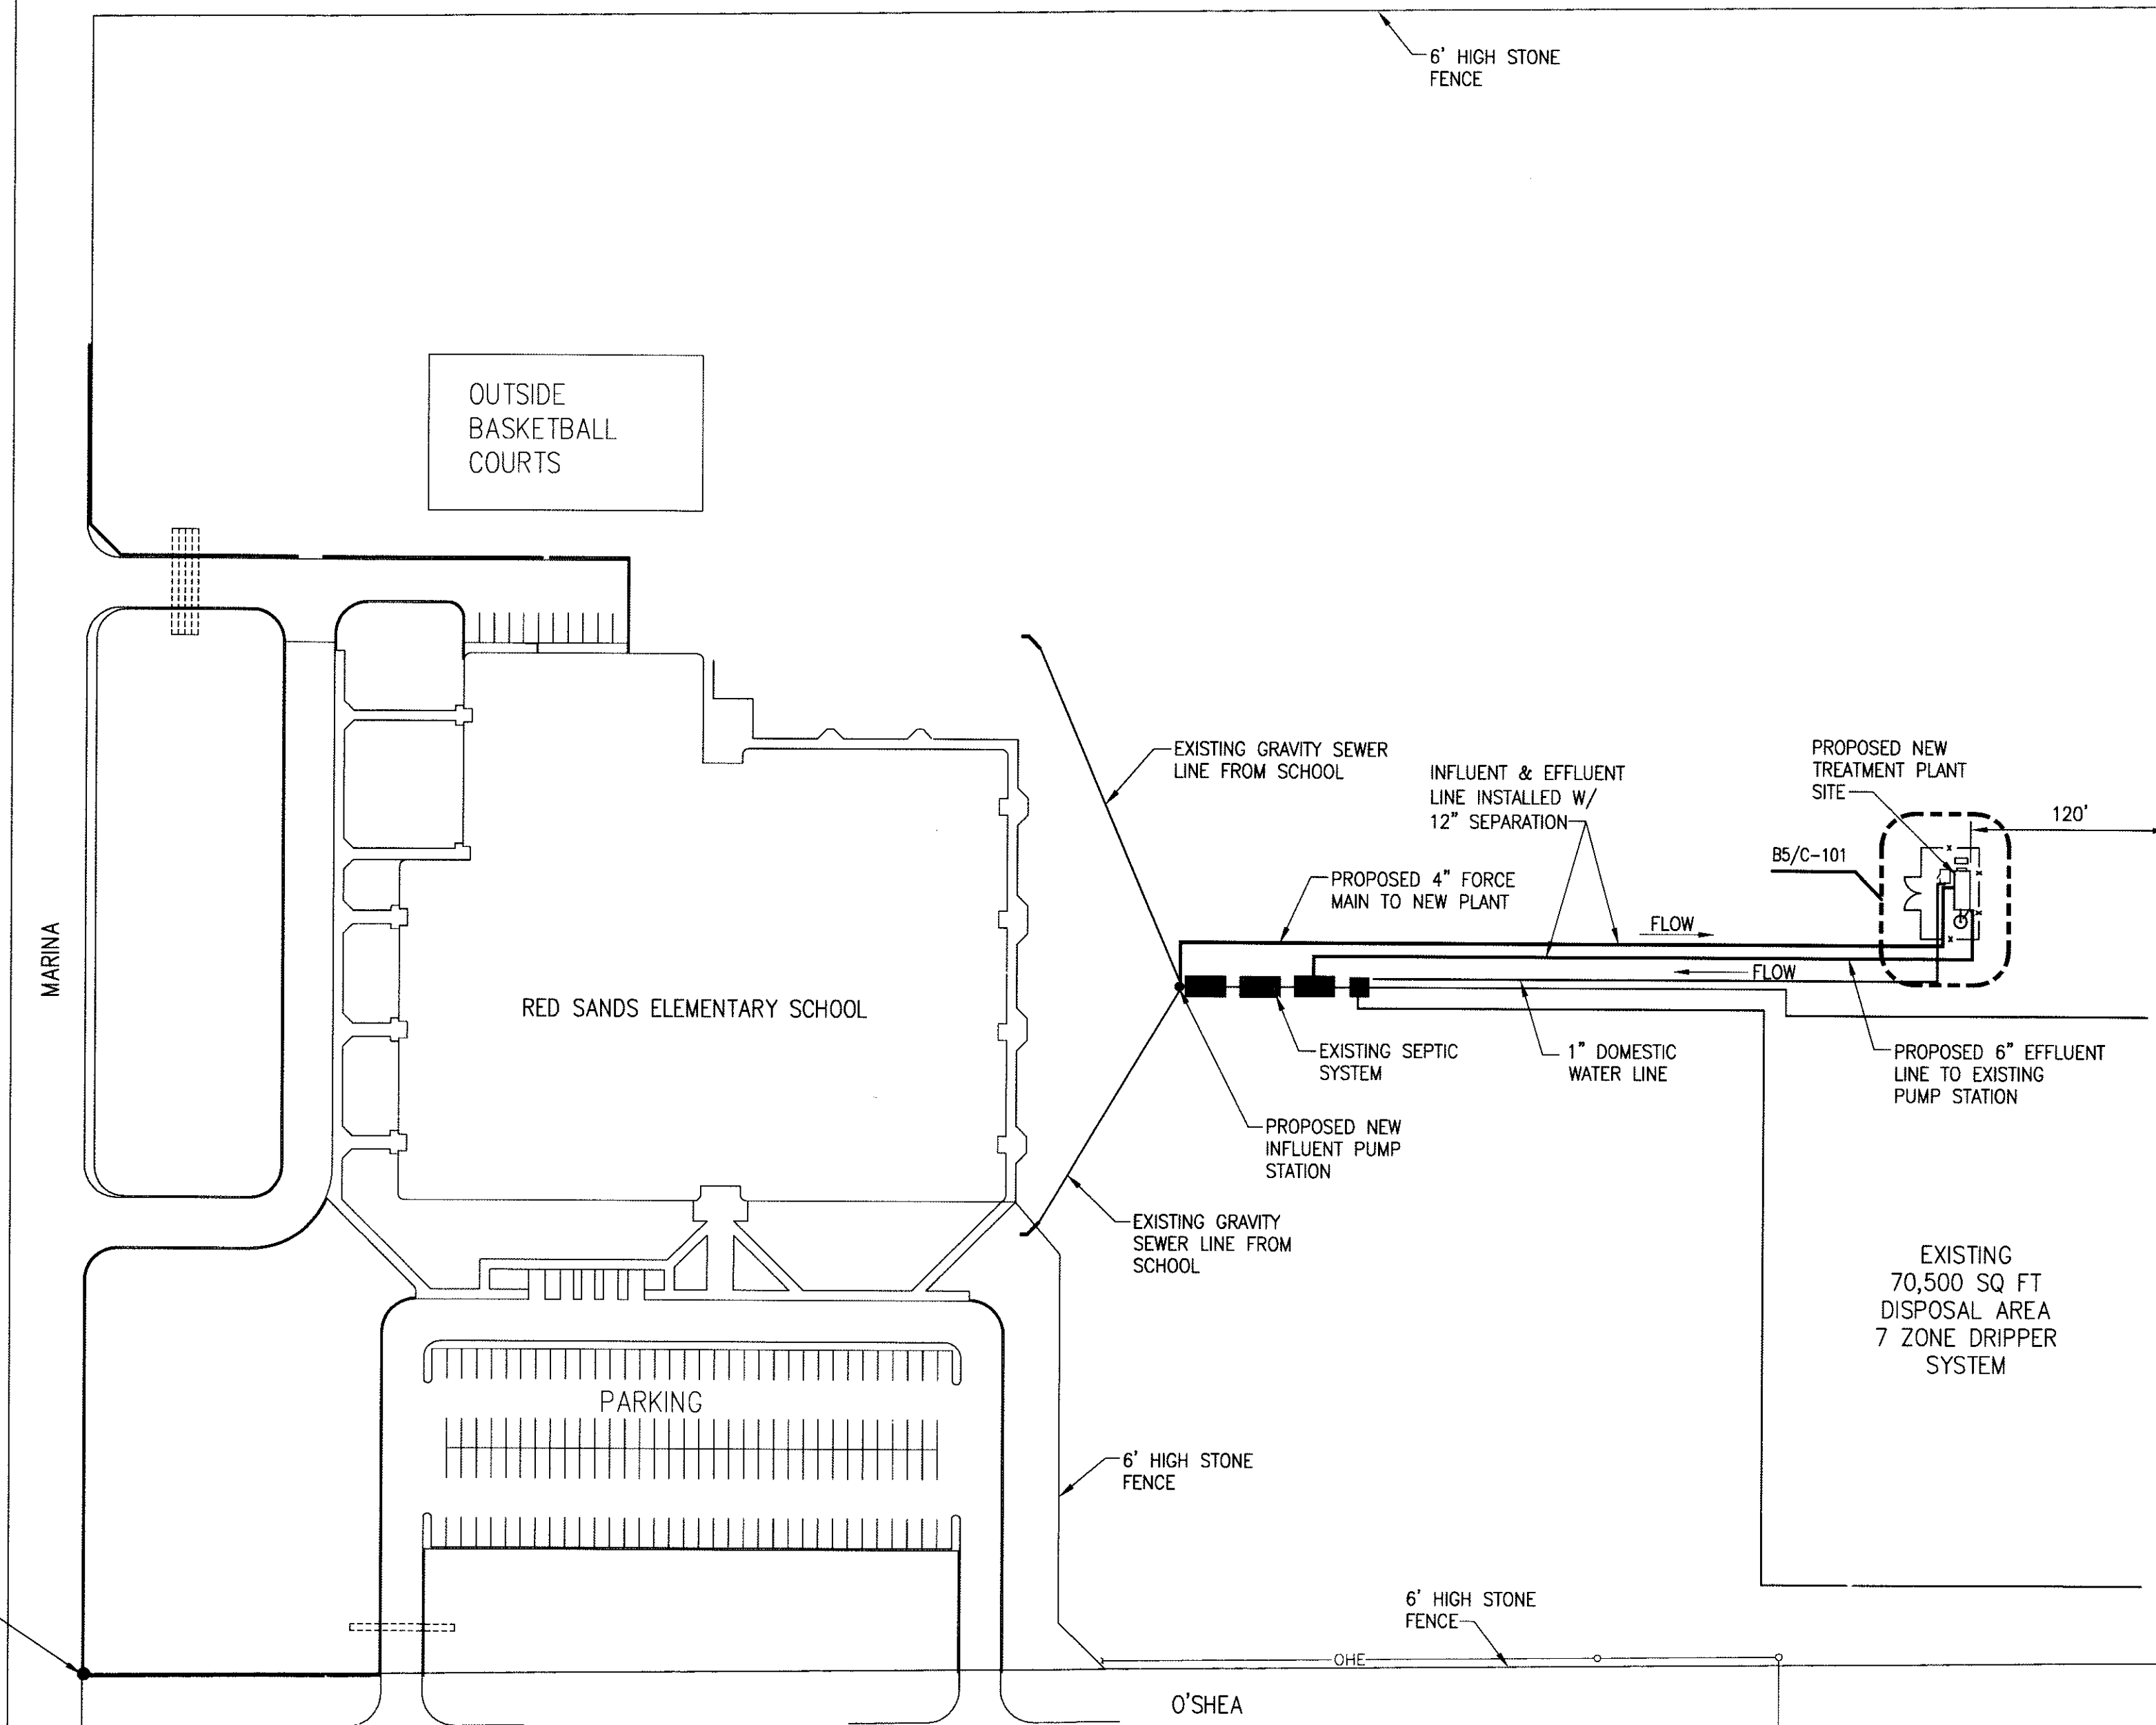 6' HIGH STONE
FENCE
OUTSIDE
BASKETBALL
COURTS
EXISTING GRAVITY SEWER
LINE FROM SCHOOL
INFLUENT & EFFLUENT
LINE INSTALLED W/
12" SEPARATION
PROPOSED NEW
TREATMENT PLANT
SITE
120'
B5/C-101
PROPOSED 4" FORCE
MAIN TO NEW PLANT
FLOW
FLOW
MARINA
RED SANDS ELEMENTARY SCHOOL
EXISTING SEPTIC
SYSTEM
1" DOMESTIC
WATER LINE
PROPOSED 6" EFFLUENT
LINE TO EXISTING
PUMP STATION
PROPOSED NEW
INFLUENT PUMP
STATION
EXISTING GRAVITY
SEWER LINE FROM
SCHOOL
EXISTING
70,500 SQ FT
DISPOSAL AREA
7 ZONE DRIPPER
SYSTEM
PARKING
6' HIGH STONE
FENCE
6' HIGH STONE
FENCE
OHE
O'SHEA